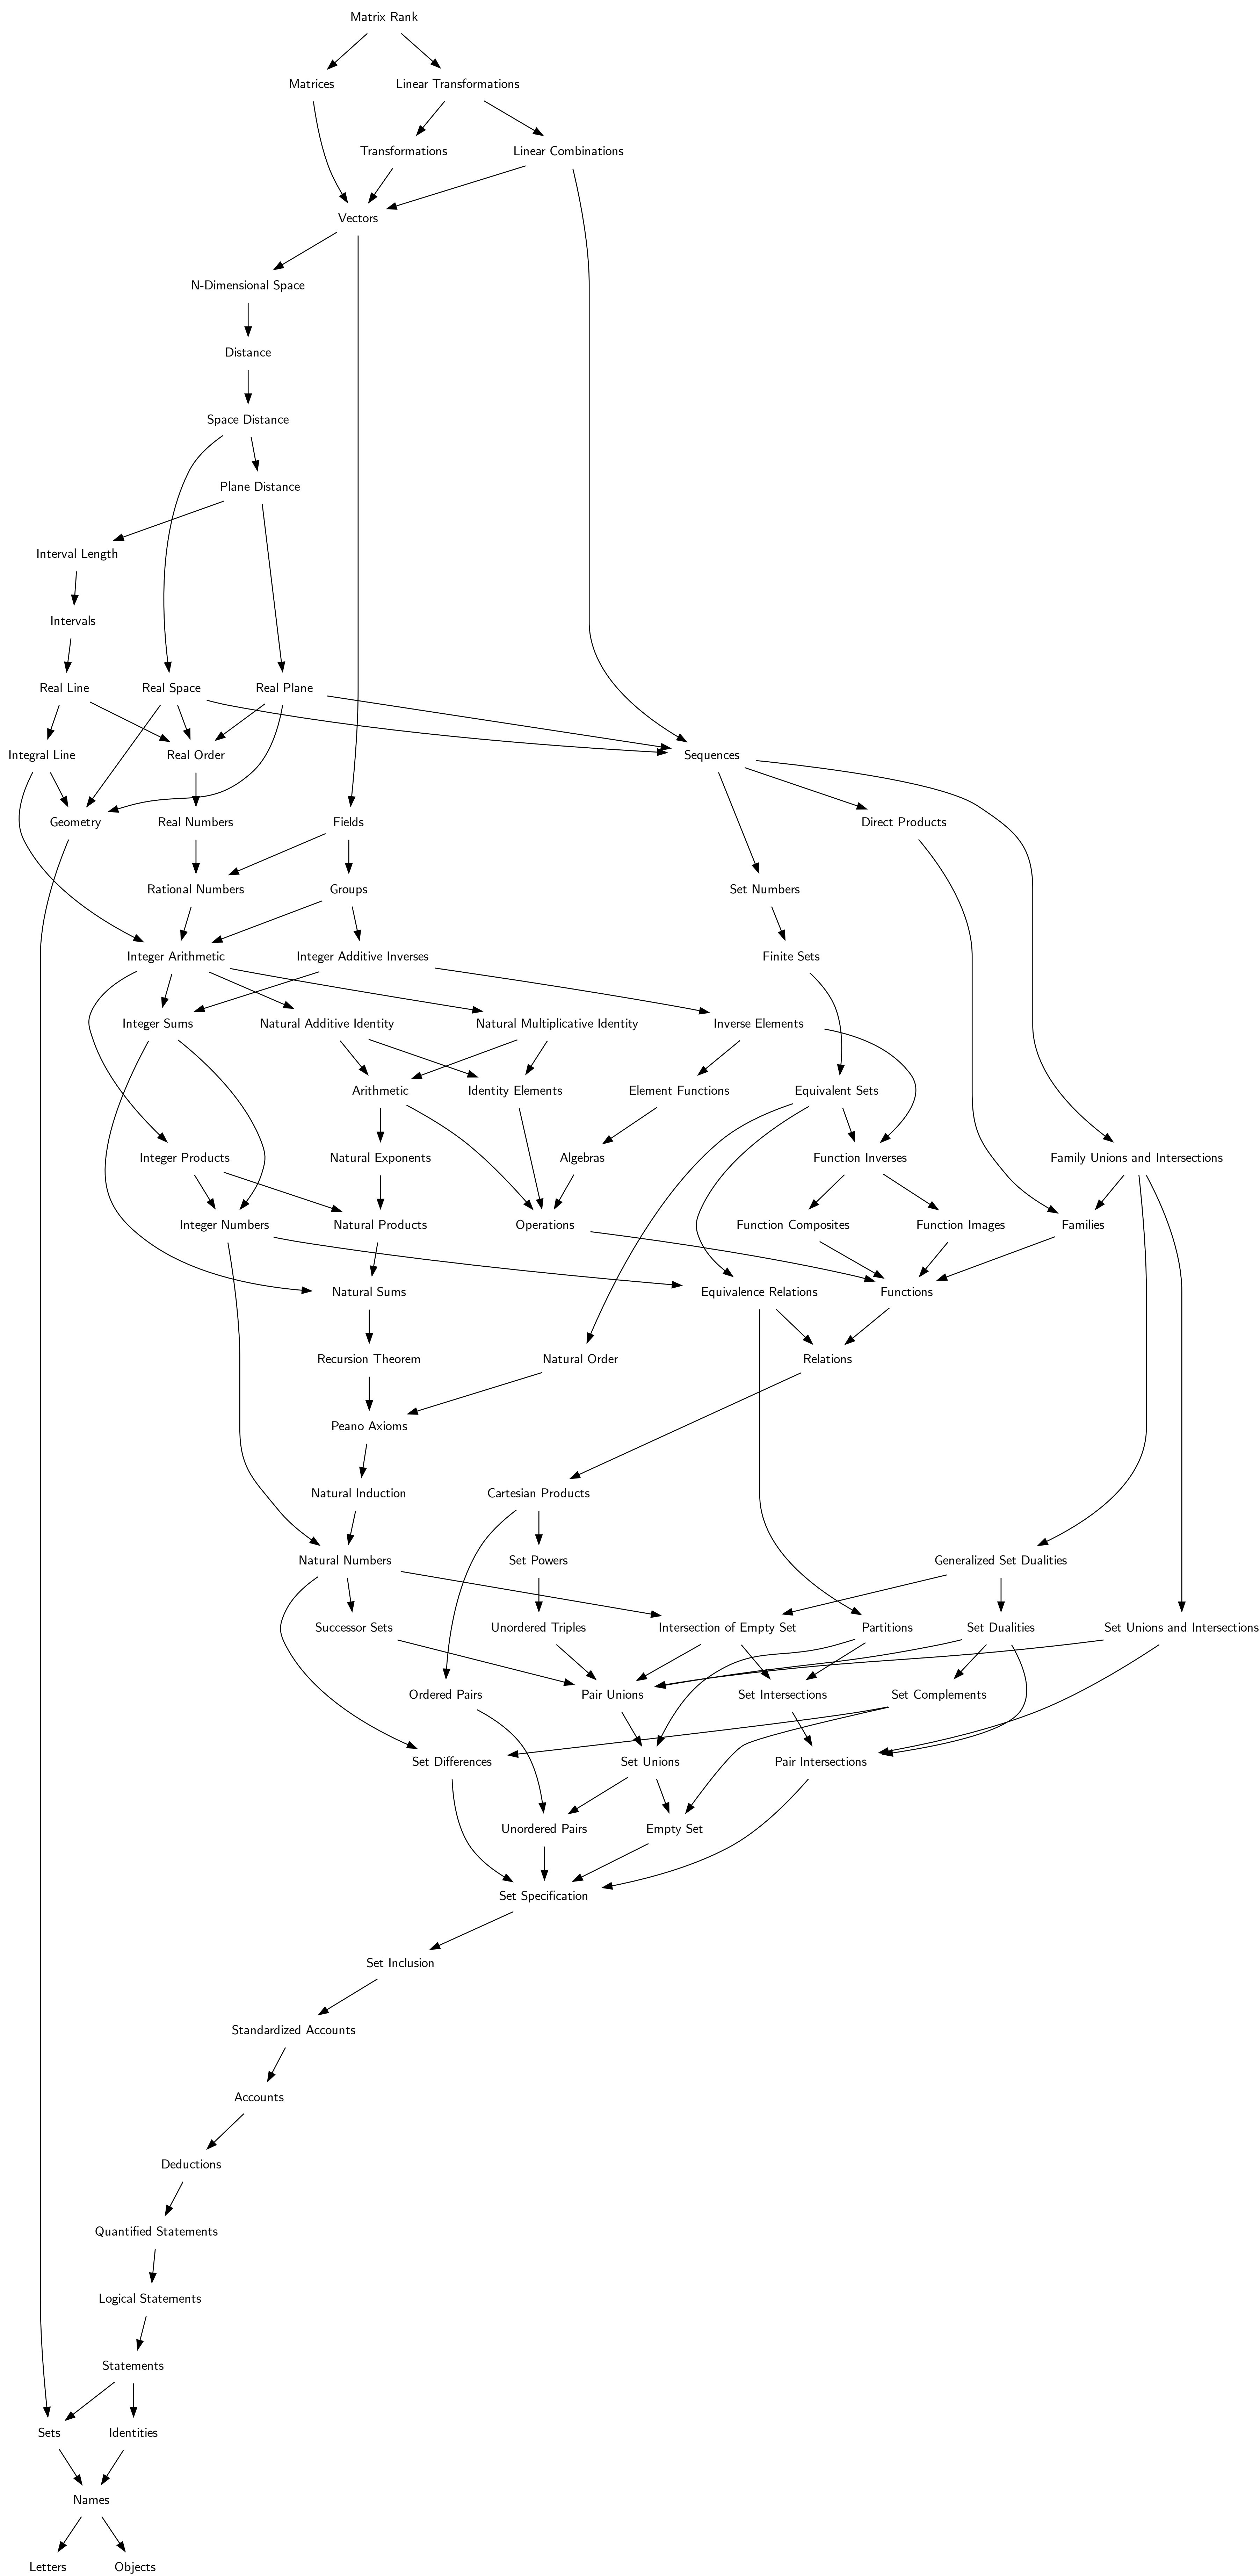 Matrix Rank
Matrices
Linear Transformations
Transformations
Linear Combinations
Vectors
N-Dimensional Space
Distance
Space Distance
Plane Distance
Interval Length
Intervals
Real Line
Real Space
Real Plane
Integral Line
Real Order
Sequences
Geometry
Real Numbers
Fields
Direct Products
Rational Numbers
Groups
Set Numbers
Integer Arithmetic
Integer Additive Inverses
Finite Sets
Integer Sums
Natural Additive Identity
Natural Multiplicative Identity
Inverse Elements
Arithmetic
Identity Elements
Element Functions
Equivalent Sets
Integer Products
Natural Exponents
Algebras
Function Inverses
Family Unions and Intersections
Integer Numbers
Natural Products
Operations
Function Composites
Function Images
Families
Natural Sums
Equivalence Relations
Functions
Recursion Theorem
Natural Order
Relations
Peano Axioms
Natural Induction
Cartesian Products
Natural Numbers
Set Powers
Generalized Set Dualities
Successor Sets
Unordered Triples
Intersection of Empty Set
Partitions
Set Dualities
Set Unions and Intersections
Ordered Pairs
Pair Unions
Set Intersections
Set Complements
Set Differences
Set Unions
Pair Intersections
Unordered Pairs
Empty Set
Set Specification
Set Inclusion
Standardized Accounts
Accounts
Deductions
Quantified Statements
Logical Statements
Statements
Sets
Identities
Names
Letters
Objects